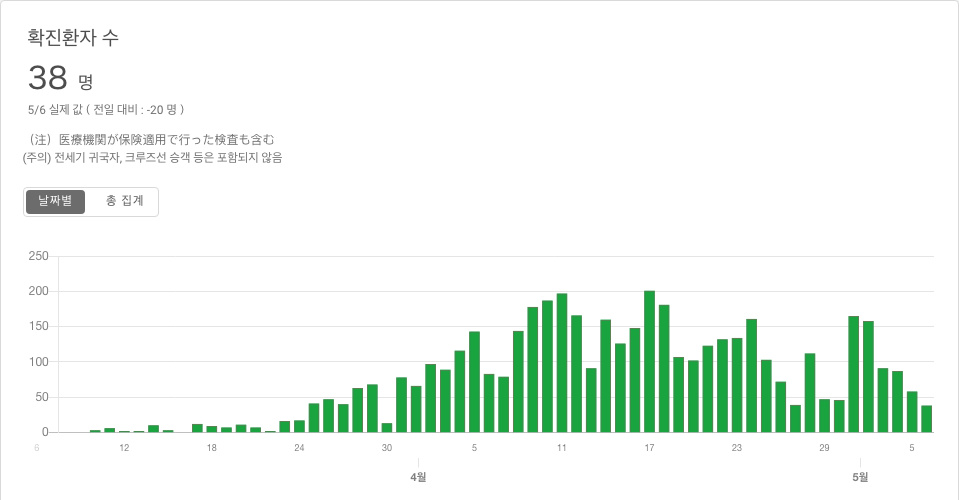 확진환자 수
38 명
5/6 실제 값 ( 전일 대비 : -20 명 )
（注）医療機関が保険適用で行った検査も含む
(주의) 전세기 귀국자, 크루즈선 승객 등은 포함되지 않음
날짜별 총 집계
250
200
150
100
50
0
6 12 18 24 30 5 11 17 23 29 5
4월 5월